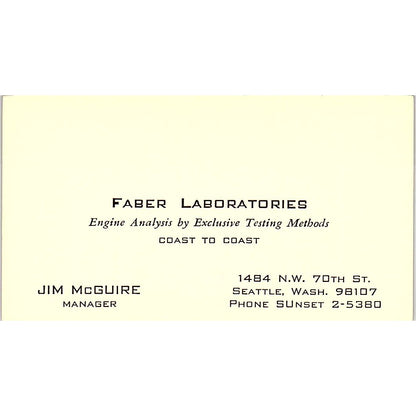 FABER LABORATORIES
Engine Analysis by Exclusive Testing Methods
COAST TO COAST
JIM McGUIRE
MANAGER
1484 N.W. 70TH ST.
SEATTLE, WASH. 98107
PHONE SUNSET 2-5380